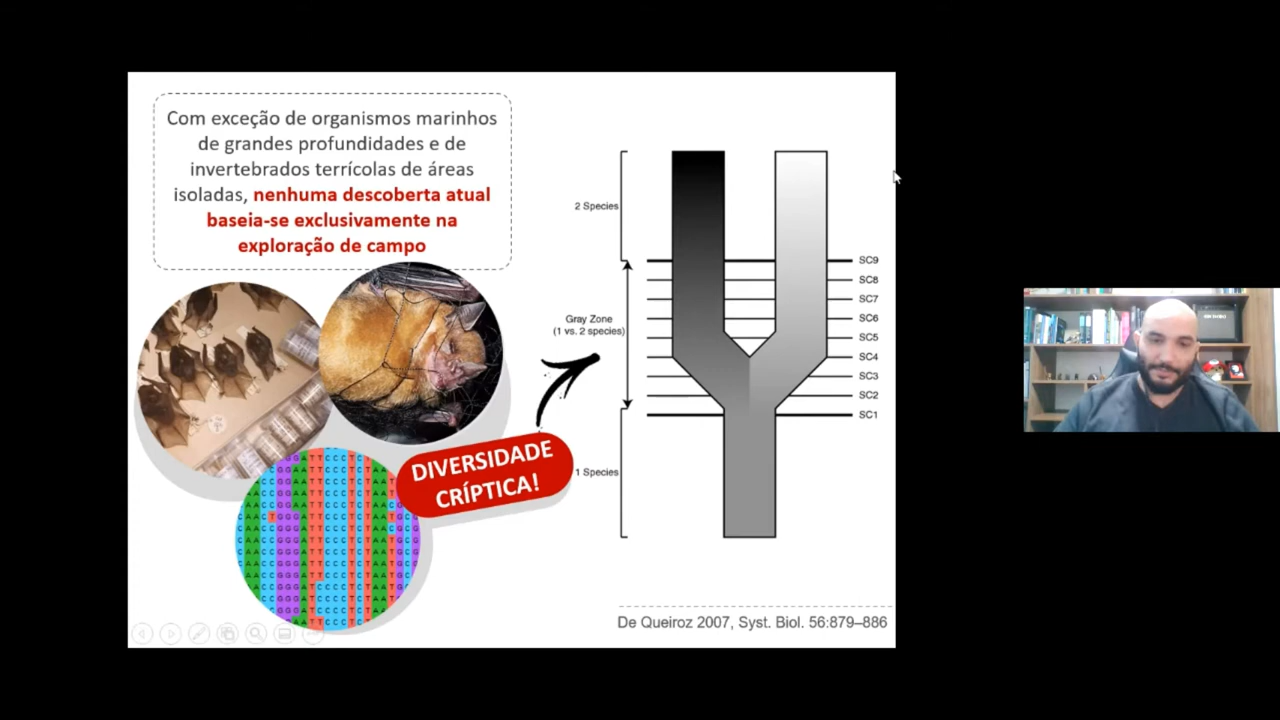 Com exceção de organismos marinhos
de grandes profundidades e de
invertebrados terrícolas de áreas
isoladas, nenhuma descoberta atual
baseia-se exclusivamente na
exploração de campo
DIVERSIDADE
CRÍPTICA!
2 Species
Gray Zone
(1 vs. 2 species)
1 Species
SC9
SC8
SC7
SC6
SC5
SC4
SC3
SC2
SC1
De Queiroz 2007, Syst. Biol. 56:879–886